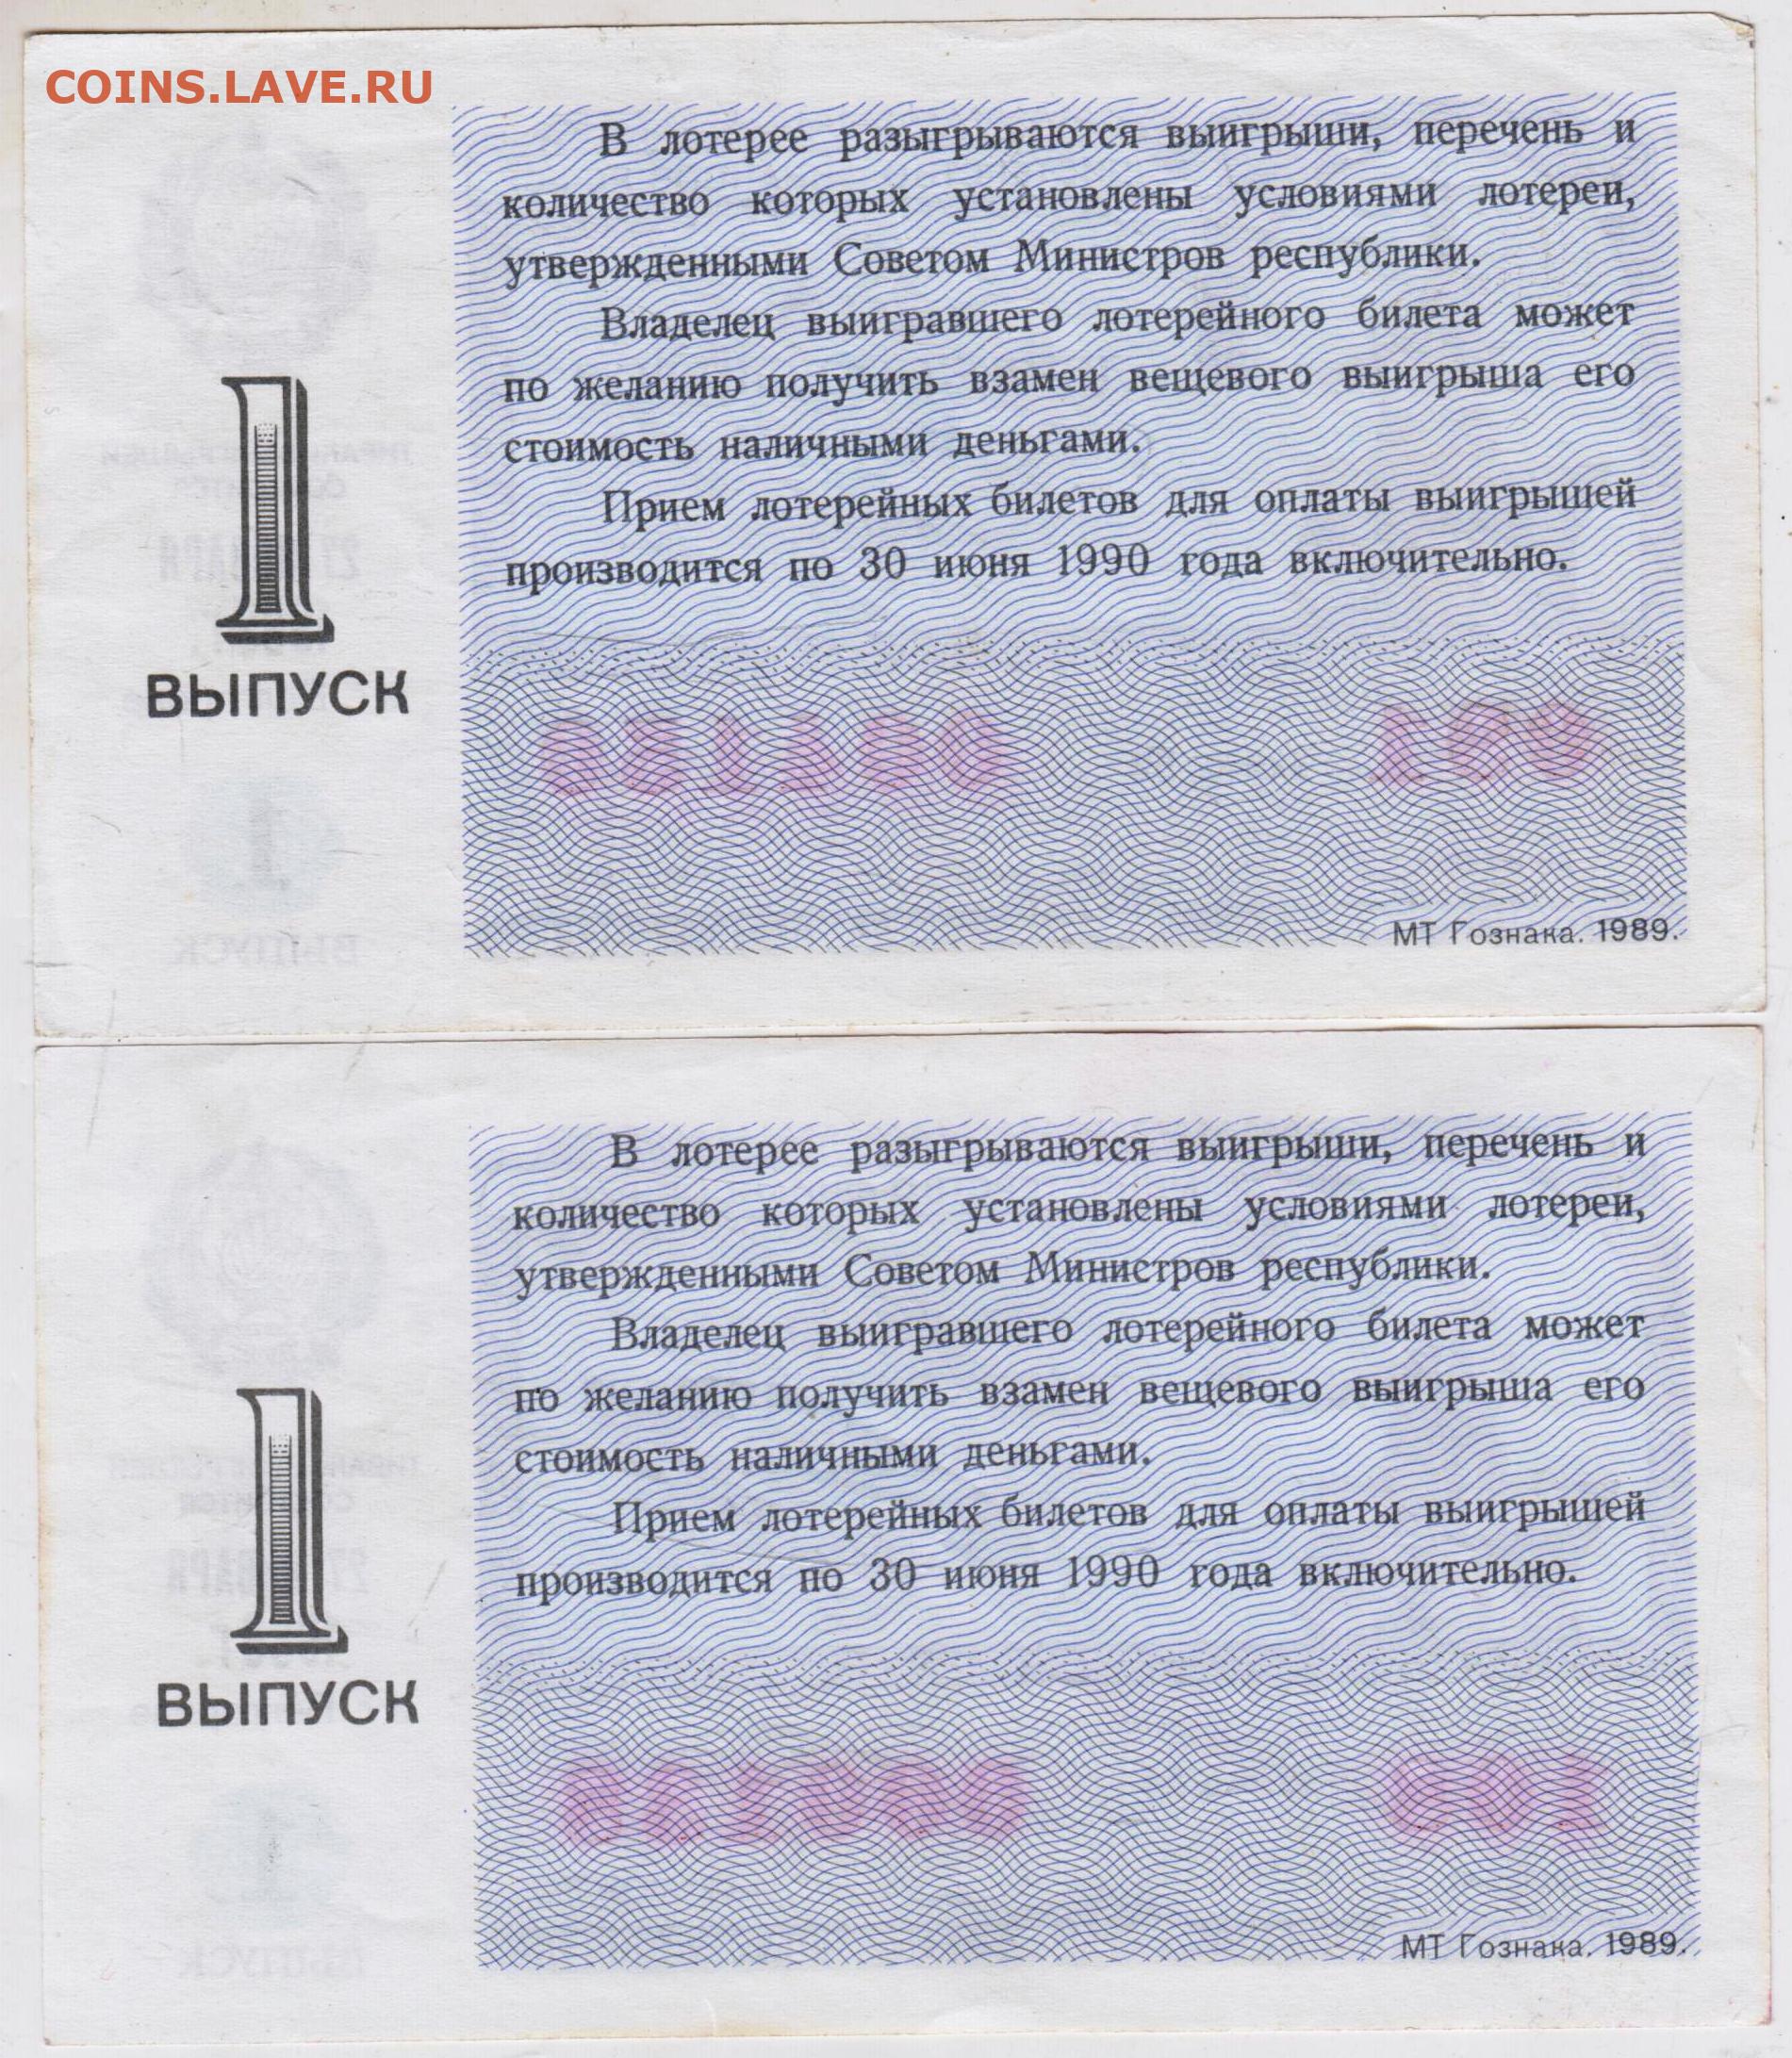 COINS.LAVE.RU
В лотерее разыгрываются выигрыши, перечень и
количество которых установлены условиями лотереи,
утвержденными Советом Министров республики.
Владелец выигравшего лотерейного билета может
по желанию получить взамен вещевого выигрыша его
стоимость наличными деньгами.
Прием лотерейных билетов для оплаты выигрышей
производится по 30 июня 1990 года включительно.
1
ВЫПУСК
МТ Гознака. 1989.
В лотерее разыгрываются выигрыши, перечень и
количество которых установлены условиями лотереи,
утвержденными Советом Министров республики.
Владелец выигравшего лотерейного билета может
по желанию получить взамен вещевого выигрыша его
стоимость наличными деньгами.
Прием лотерейных билетов для оплаты выигрышей
производится по 30 июня 1990 года включительно.
1
ВЫПУСК
МТ Гознака. 1989.